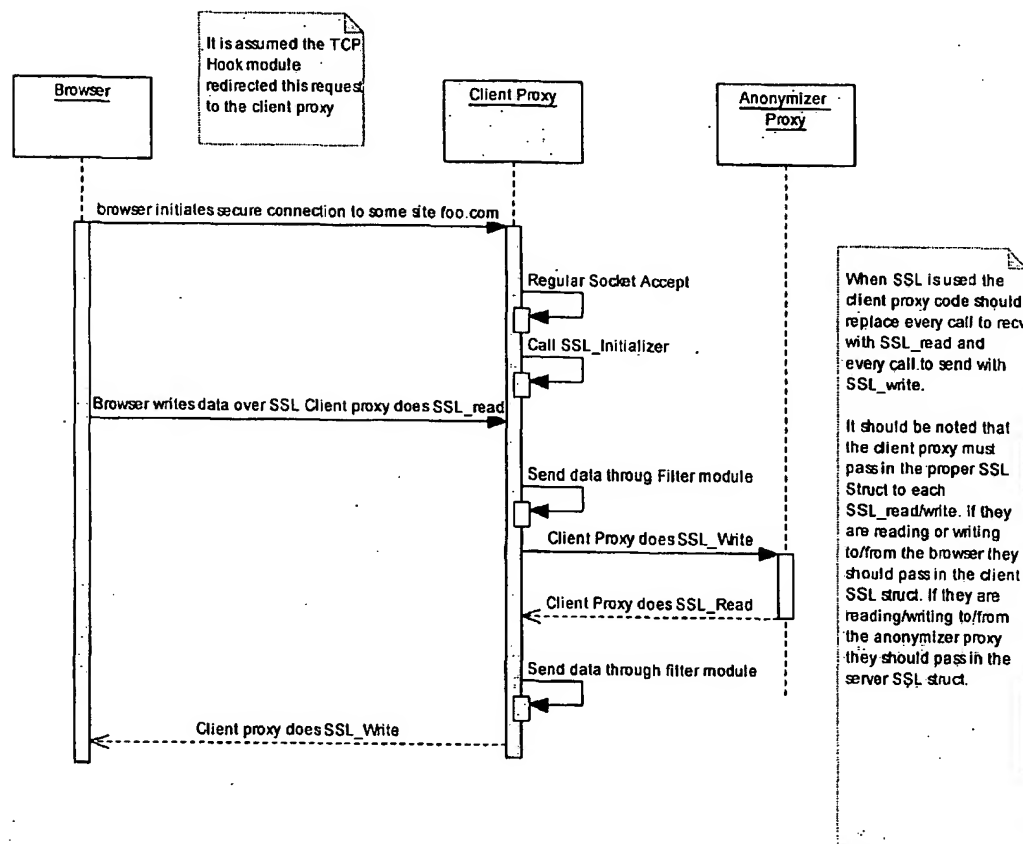 It is assumed the TCP
Hook module
redirected this request
to the client proxy
Browser
Client Proxy
Anonymizer
Proxy
browser initiates secure connection to some site foo.com
Regular Socket Accept
Call SSL_Initializer
Browser writes data over SSL Client proxy does SSL_read
Send data throug Filter module
Client Proxy does SSL_Write
Client Proxy does SSL_Read
Send data through filter module
Client proxy does SSL_Write
When SSL is used the
client proxy code should
replace every call to recv
with SSL_read and
every call to send with
SSL_write.
It should be noted that
the client proxy must
pass in the proper SSL
Struct to each
SSL_read/write. If they
are reading or writing
to/from the browser they
should pass in the client
SSL struct. If they are
reading/writing to/from
the anonymizer proxy
they should pass in the
server SSL struct.